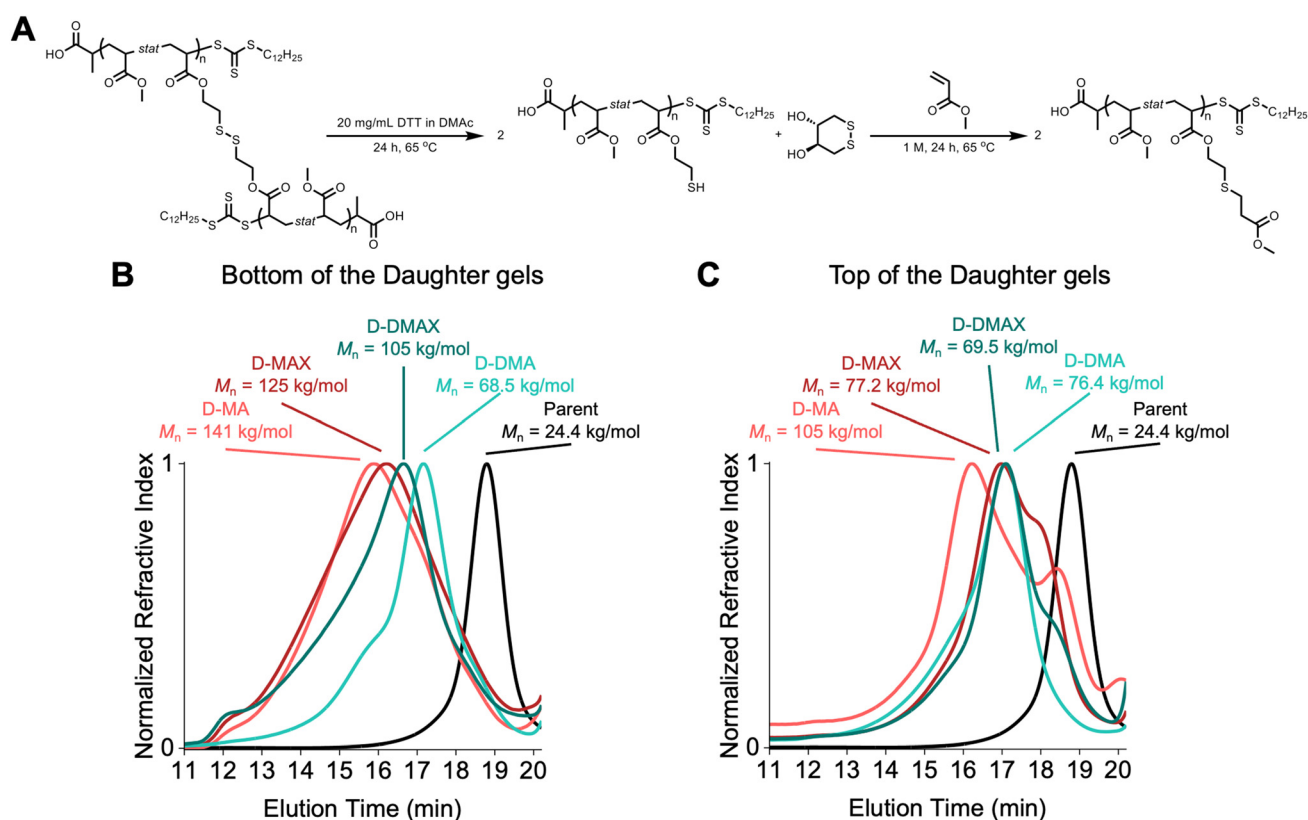 A
HO
O
stat
n
O
O
S
S
S
C₁₂H₂₅
O
O
S
S
O
O
O
O
S
C₁₂H₂₅
S
S
stat
n
OH
O
20 mg/mL DTT in DMAc
24 h, 65 °C
2
HO
O
stat
n
O
O
S
S
S
C₁₂H₂₅
O
O
SH
+
HO
HO
S
S
O
O
1 M, 24 h, 65 °C
2
HO
O
stat
n
O
O
S
S
S
C₁₂H₂₅
O
O
S
O
O
B
Bottom of the Daughter gels
D-DMAX
Mn = 105 kg/mol
D-MAX
Mn = 125 kg/mol
D-DMA
Mn = 68.5 kg/mol
D-MA
Mn = 141 kg/mol
Parent
Mn = 24.4 kg/mol
1
0
Normalized Refractive Index
11 12 13 14 15 16 17 18 19 20
Elution Time (min)
C
Top of the Daughter gels
D-DMAX
Mn = 69.5 kg/mol
D-MAX
Mn = 77.2 kg/mol
D-DMA
Mn = 76.4 kg/mol
D-MA
Mn = 105 kg/mol
Parent
Mn = 24.4 kg/mol
1
0
Normalized Refractive Index
11 12 13 14 15 16 17 18 19 20
Elution Time (min)